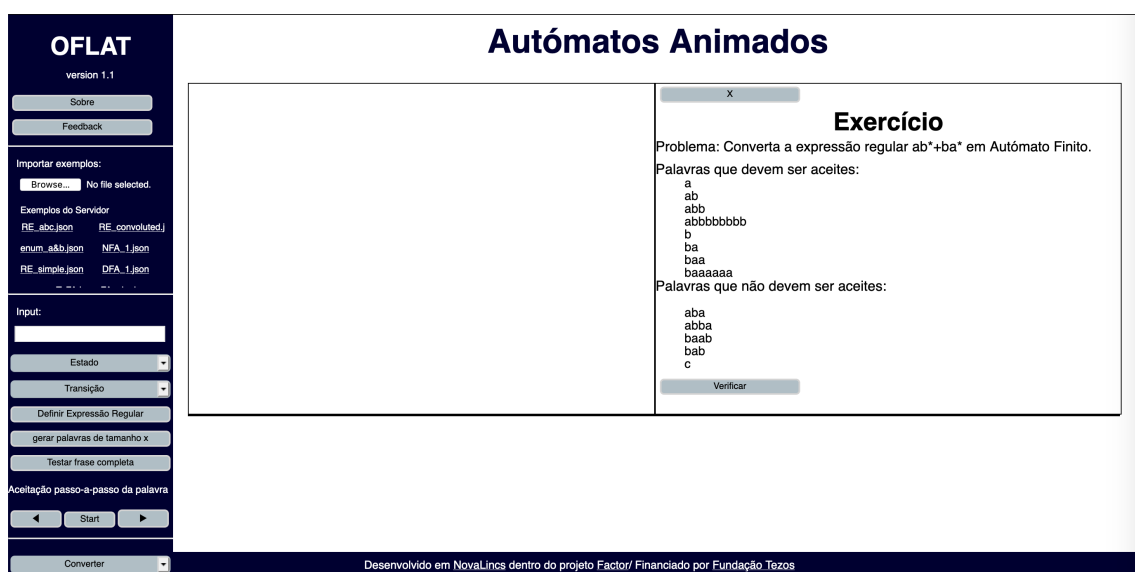 OFLAT
version 1.1
Sobre
Feedback
Importar exemplos:
Browse... No file selected.
Exemplos do Servidor
RE_abc.json RE_convoluted.j
enum_a&b.json NFA_1.json
RE_simple.json DFA_1.json
Input:
Estado
Transição
Definir Expressão Regular
gerar palavras de tamanho x
Testar frase completa
Aceitação passo-a-passo da palavra
Start
Converter
Autómatos Animados
X
Exercício
Problema: Converta a expressão regular ab*+ba* em Autómato Finito.
Palavras que devem ser aceites:
a
ab
abb
abbbbbbbb
b
ba
baa
baaaaaa
Palavras que não devem ser aceites:
aba
abba
baab
bab
c
Verificar
Desenvolvido em NovaLincs dentro do projeto Factor/ Financiado por Fundação Tezos